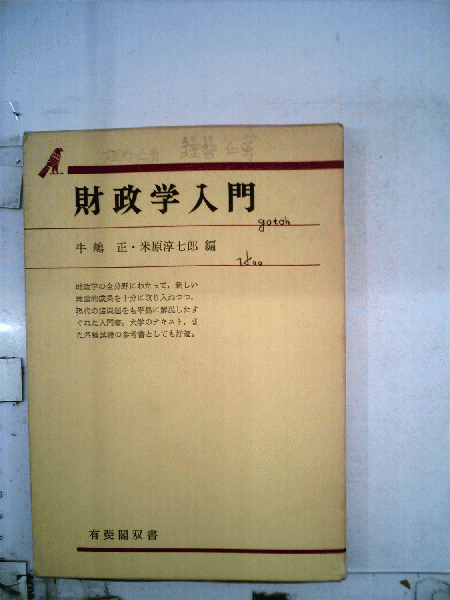 財政学入門
gotoh
牛嶋 正・米原淳七郎 編
財政学の全分野にわたって，新しい
理論的成果を十分に取り入れつつ，
現代の諸問題をも平易に解説したす
ぐれた入門書。大学のテキスト，ま
た各種試験の参考書としても好適。
有斐閣双書